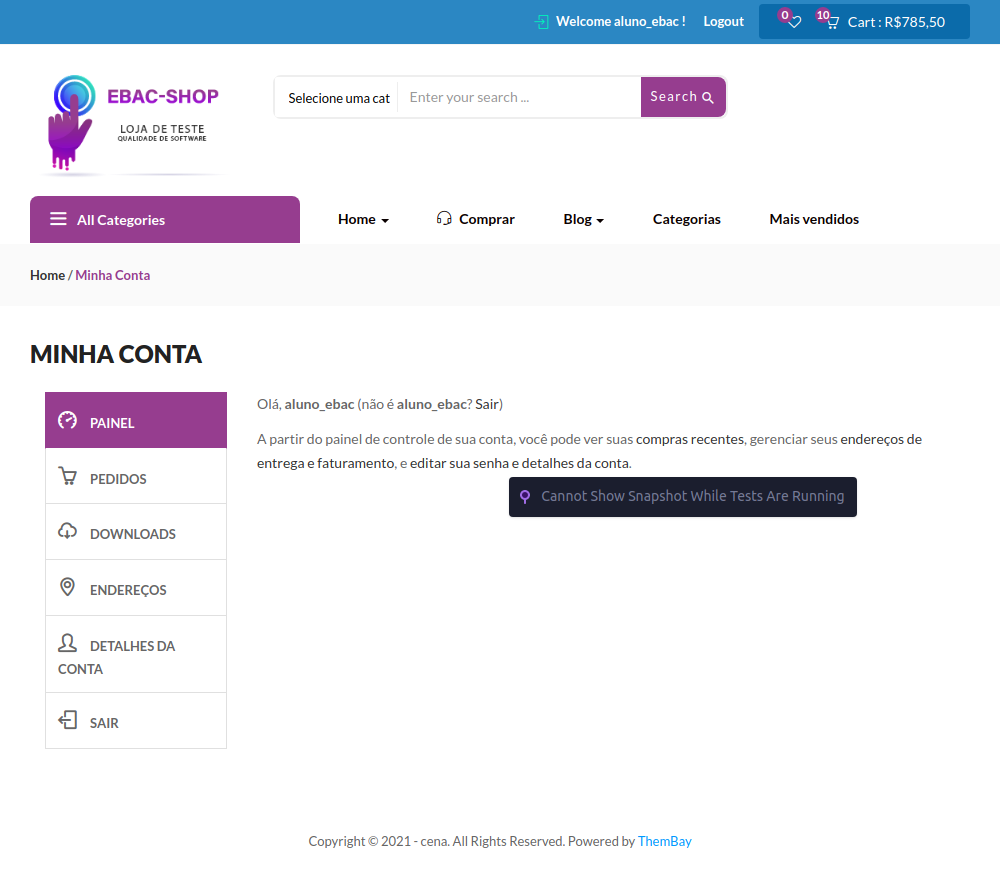 Welcome aluno_ebac ! Logout 0 10 Cart : R$785,50
EBAC-SHOP
LOJA DE TESTE
QUALIDADE DE SOFTWARE
Selecione uma cat Enter your search ... Search
All Categories Home Comprar Blog Categorias Mais vendidos
Home / Minha Conta
MINHA CONTA
PAINEL
PEDIDOS
DOWNLOADS
ENDEREÇOS
DETALHES DA
CONTA
SAIR
Olá, aluno_ebac (não é aluno_ebac? Sair)
A partir do painel de controle de sua conta, você pode ver suas compras recentes, gerenciar seus endereços de
entrega e faturamento, e editar sua senha e detalhes da conta.
Cannot Show Snapshot While Tests Are Running
Copyright © 2021 - cena. All Rights Reserved. Powered by ThemBay